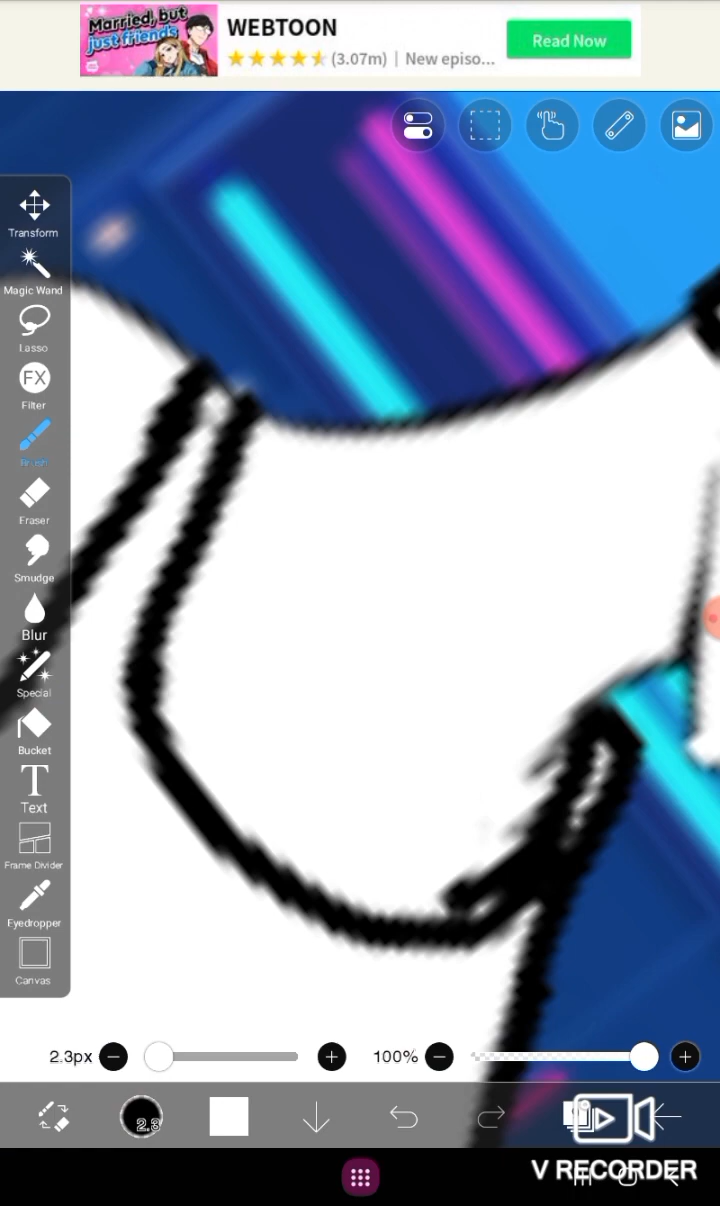 Married, but
just friends
WEBTOON
(3.07m) | New episo...
Read Now
Transform
Magic Wand
Lasso
FX
Filter
Brush
Eraser
Smudge
Blur
Special
Bucket
T
Text
Frame Divider
Eyedropper
Canvas
2.3px
100%
2.3
V RECORDER